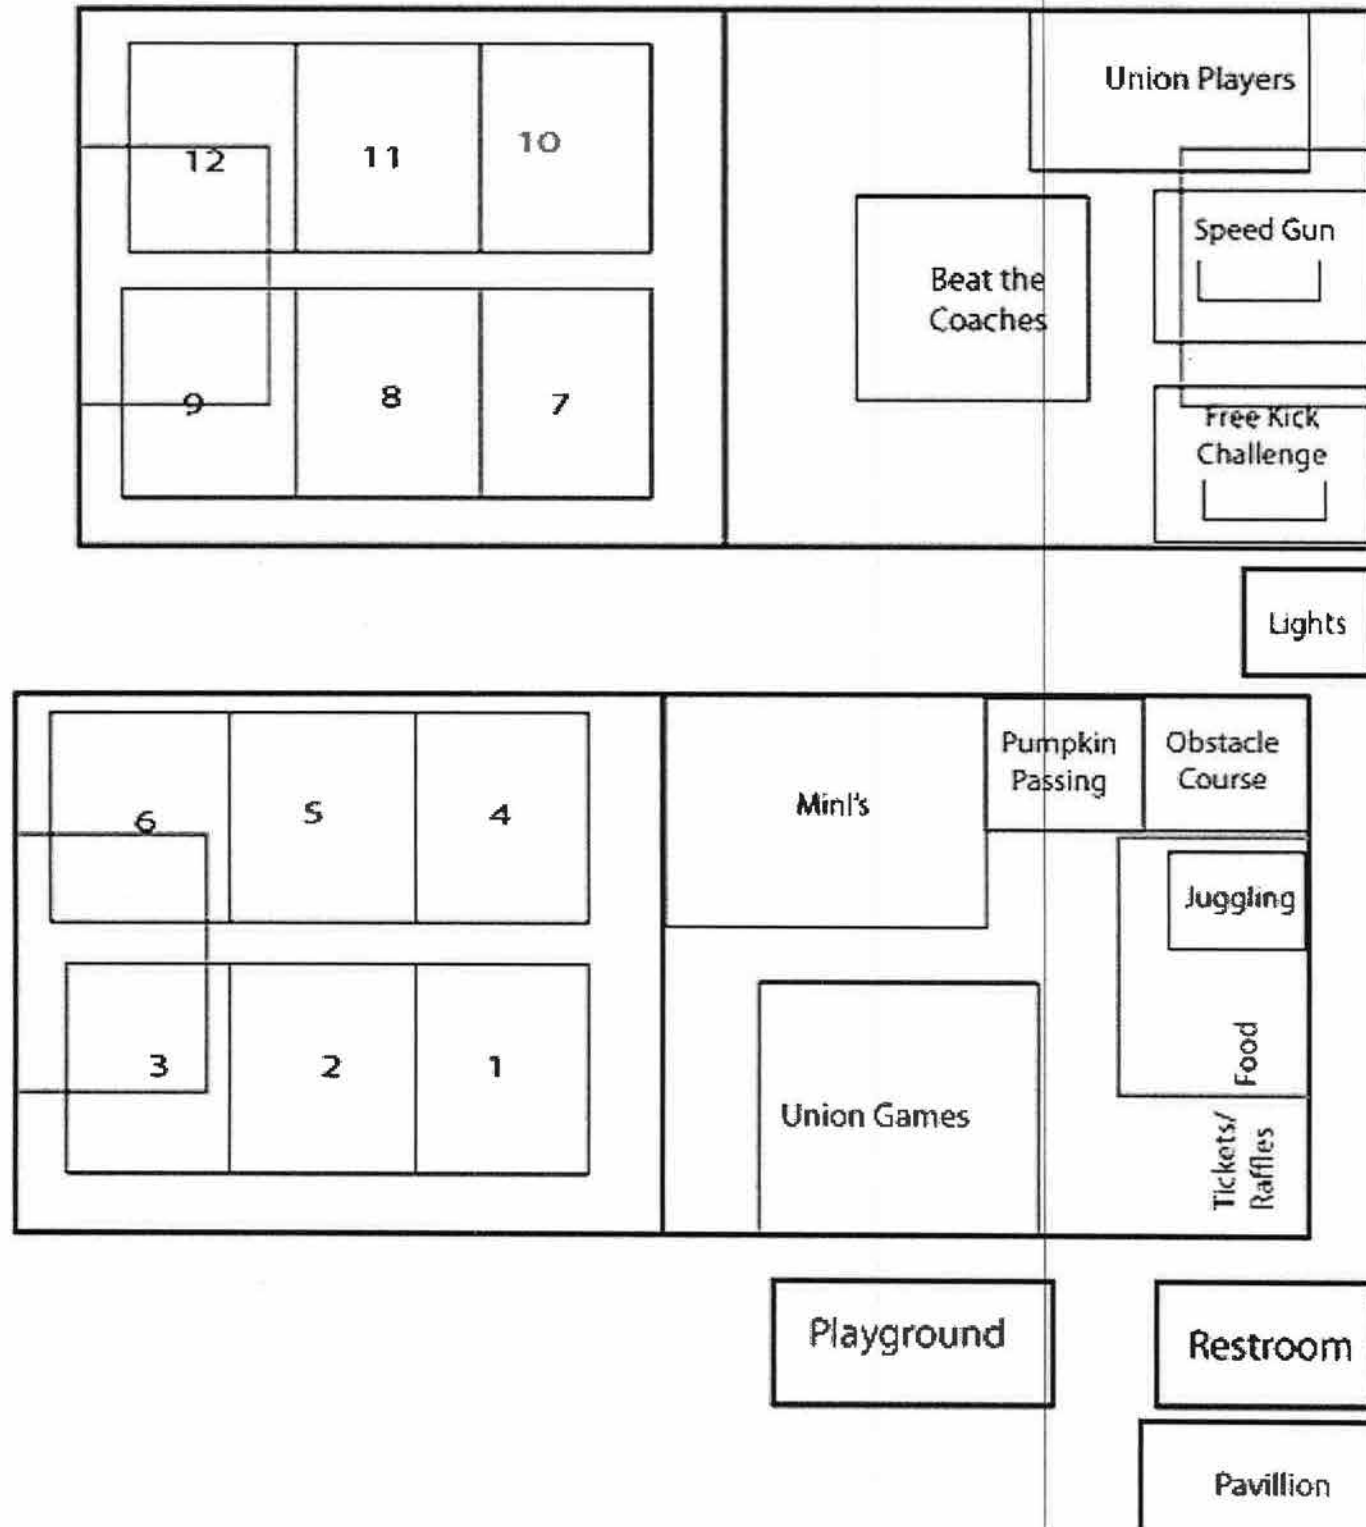 Union Players
12
11
10
Speed Gun
Beat the
Coaches
9
8
7
Free Kick
Challenge
Lights
6
5
4
Mini's
Pumpkin
Passing
Obstacle
Course
Juggling
3
2
1
Union Games
Food
Tickets/
Raffles
Playground
Restroom
Pavillion